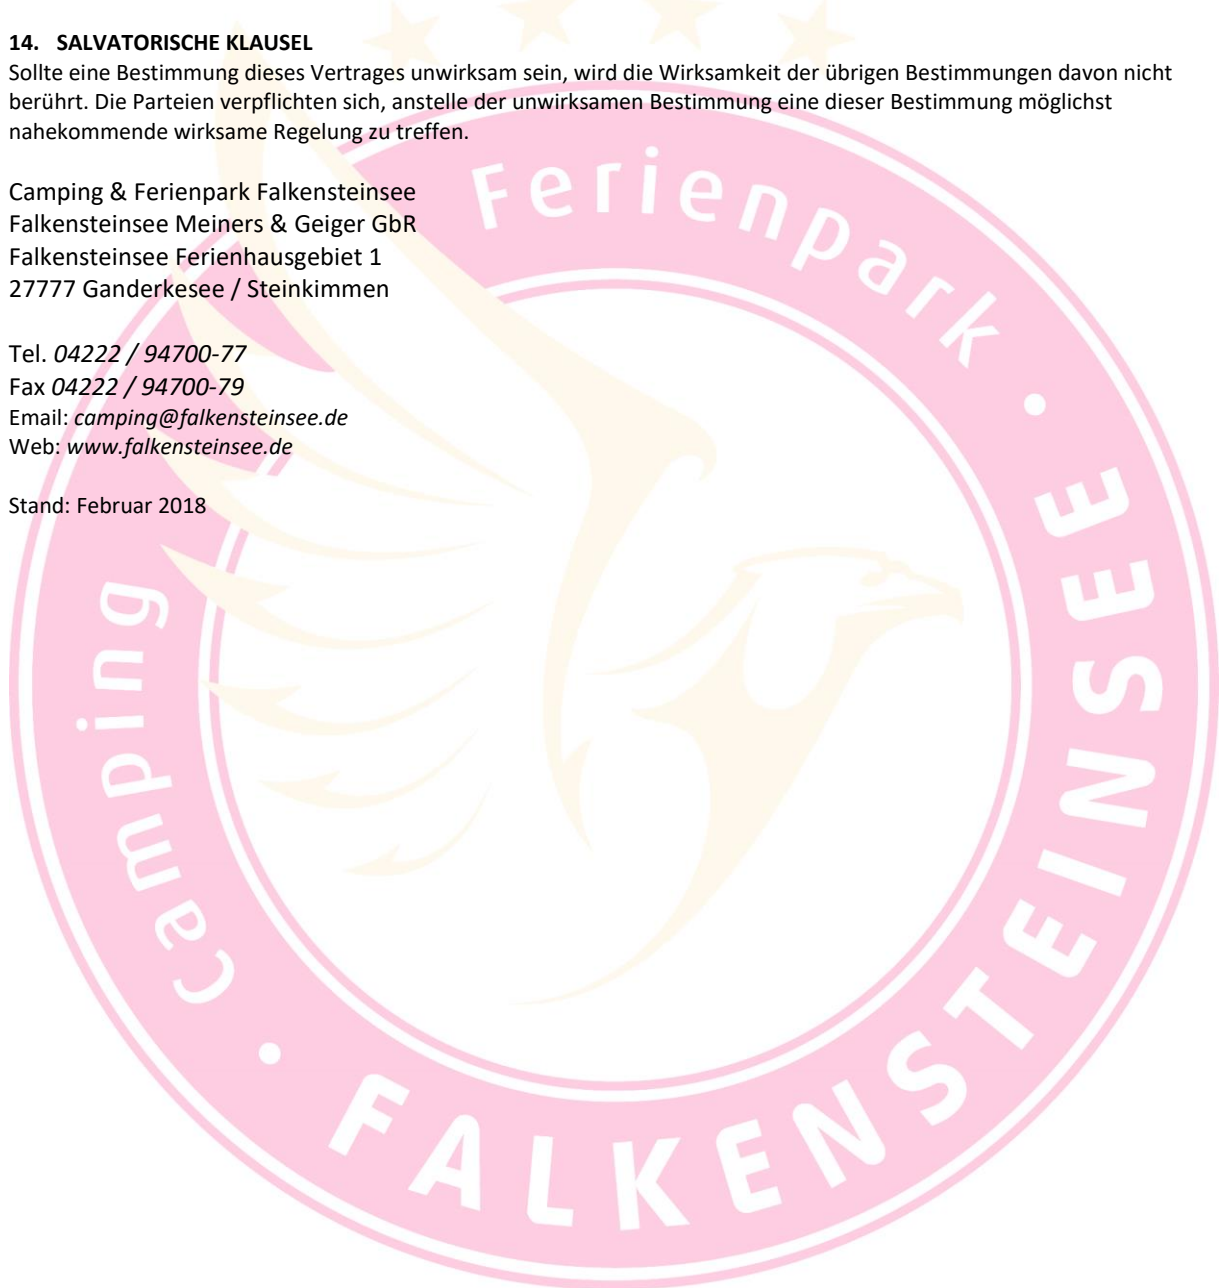 14. SALVATORISCHE KLAUSEL
Sollte eine Bestimmung dieses Vertrages unwirksam sein, wird die Wirksamkeit der übrigen Bestimmungen davon nicht
berührt. Die Parteien verpflichten sich, anstelle der unwirksamen Bestimmung eine dieser Bestimmung möglichst
nahekommende wirksame Regelung zu treffen.
Camping & Ferienpark Falkensteinsee
Falkensteinsee Meiners & Geiger GbR
Falkensteinsee Ferienhausgebiet 1
27777 Ganderkesee / Steinkimmen
Tel. 04222 / 94700-77
Fax 04222 / 94700-79
Email: camping@falkensteinsee.de
Web: www.falkensteinsee.de
Stand: Februar 2018
Camping
Ferienpark
FALKENSTEINSEE